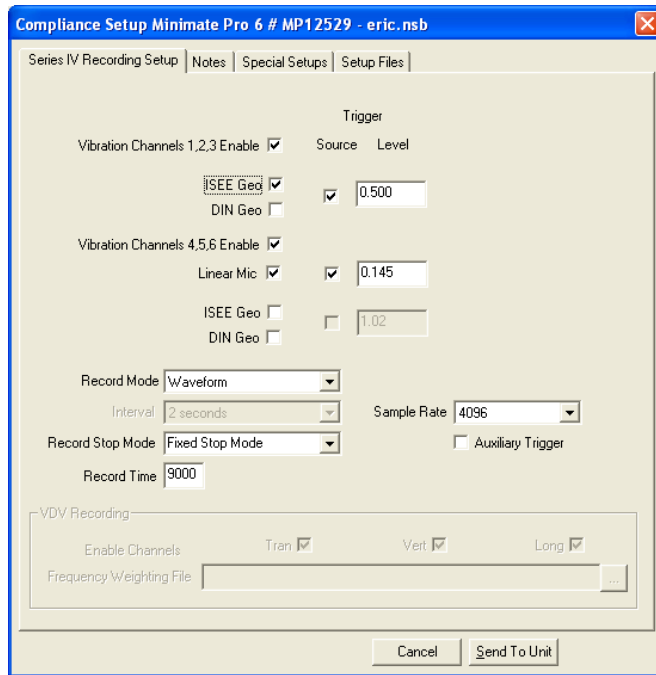 Compliance Setup Minimate Pro 6 # MP12529 - eric.nsb
Series IV Recording Setup Notes Special Setups Setup Files
Trigger
Vibration Channels 1,2,3 Enable Source Level
ISEE Geo 0.500
DIN Geo
Vibration Channels 4,5,6 Enable
Linear Mic 0.145
ISEE Geo 1.02
DIN Geo
Record Mode Waveform
Interval 2 seconds Sample Rate 4096
Record Stop Mode Fixed Stop Mode Auxiliary Trigger
Record Time 9000
VDV Recording
Enable Channels Tran Vert Long
Frequency Weighting File ...
Cancel Send To Unit